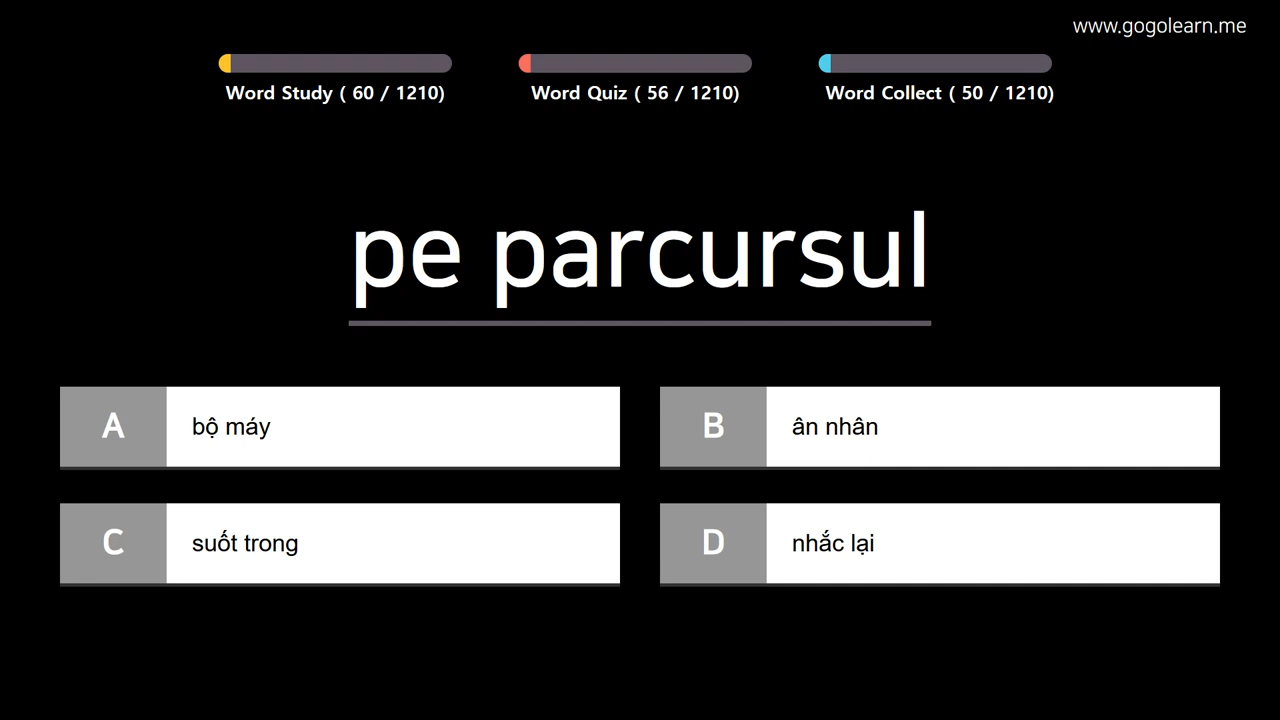 www.gogolearn.me
Word Study ( 60 / 1210)
Word Quiz ( 56 / 1210)
Word Collect ( 50 / 1210)
pe parcursul
A bộ máy
B ân nhân
C suốt trong
D nhắc lại